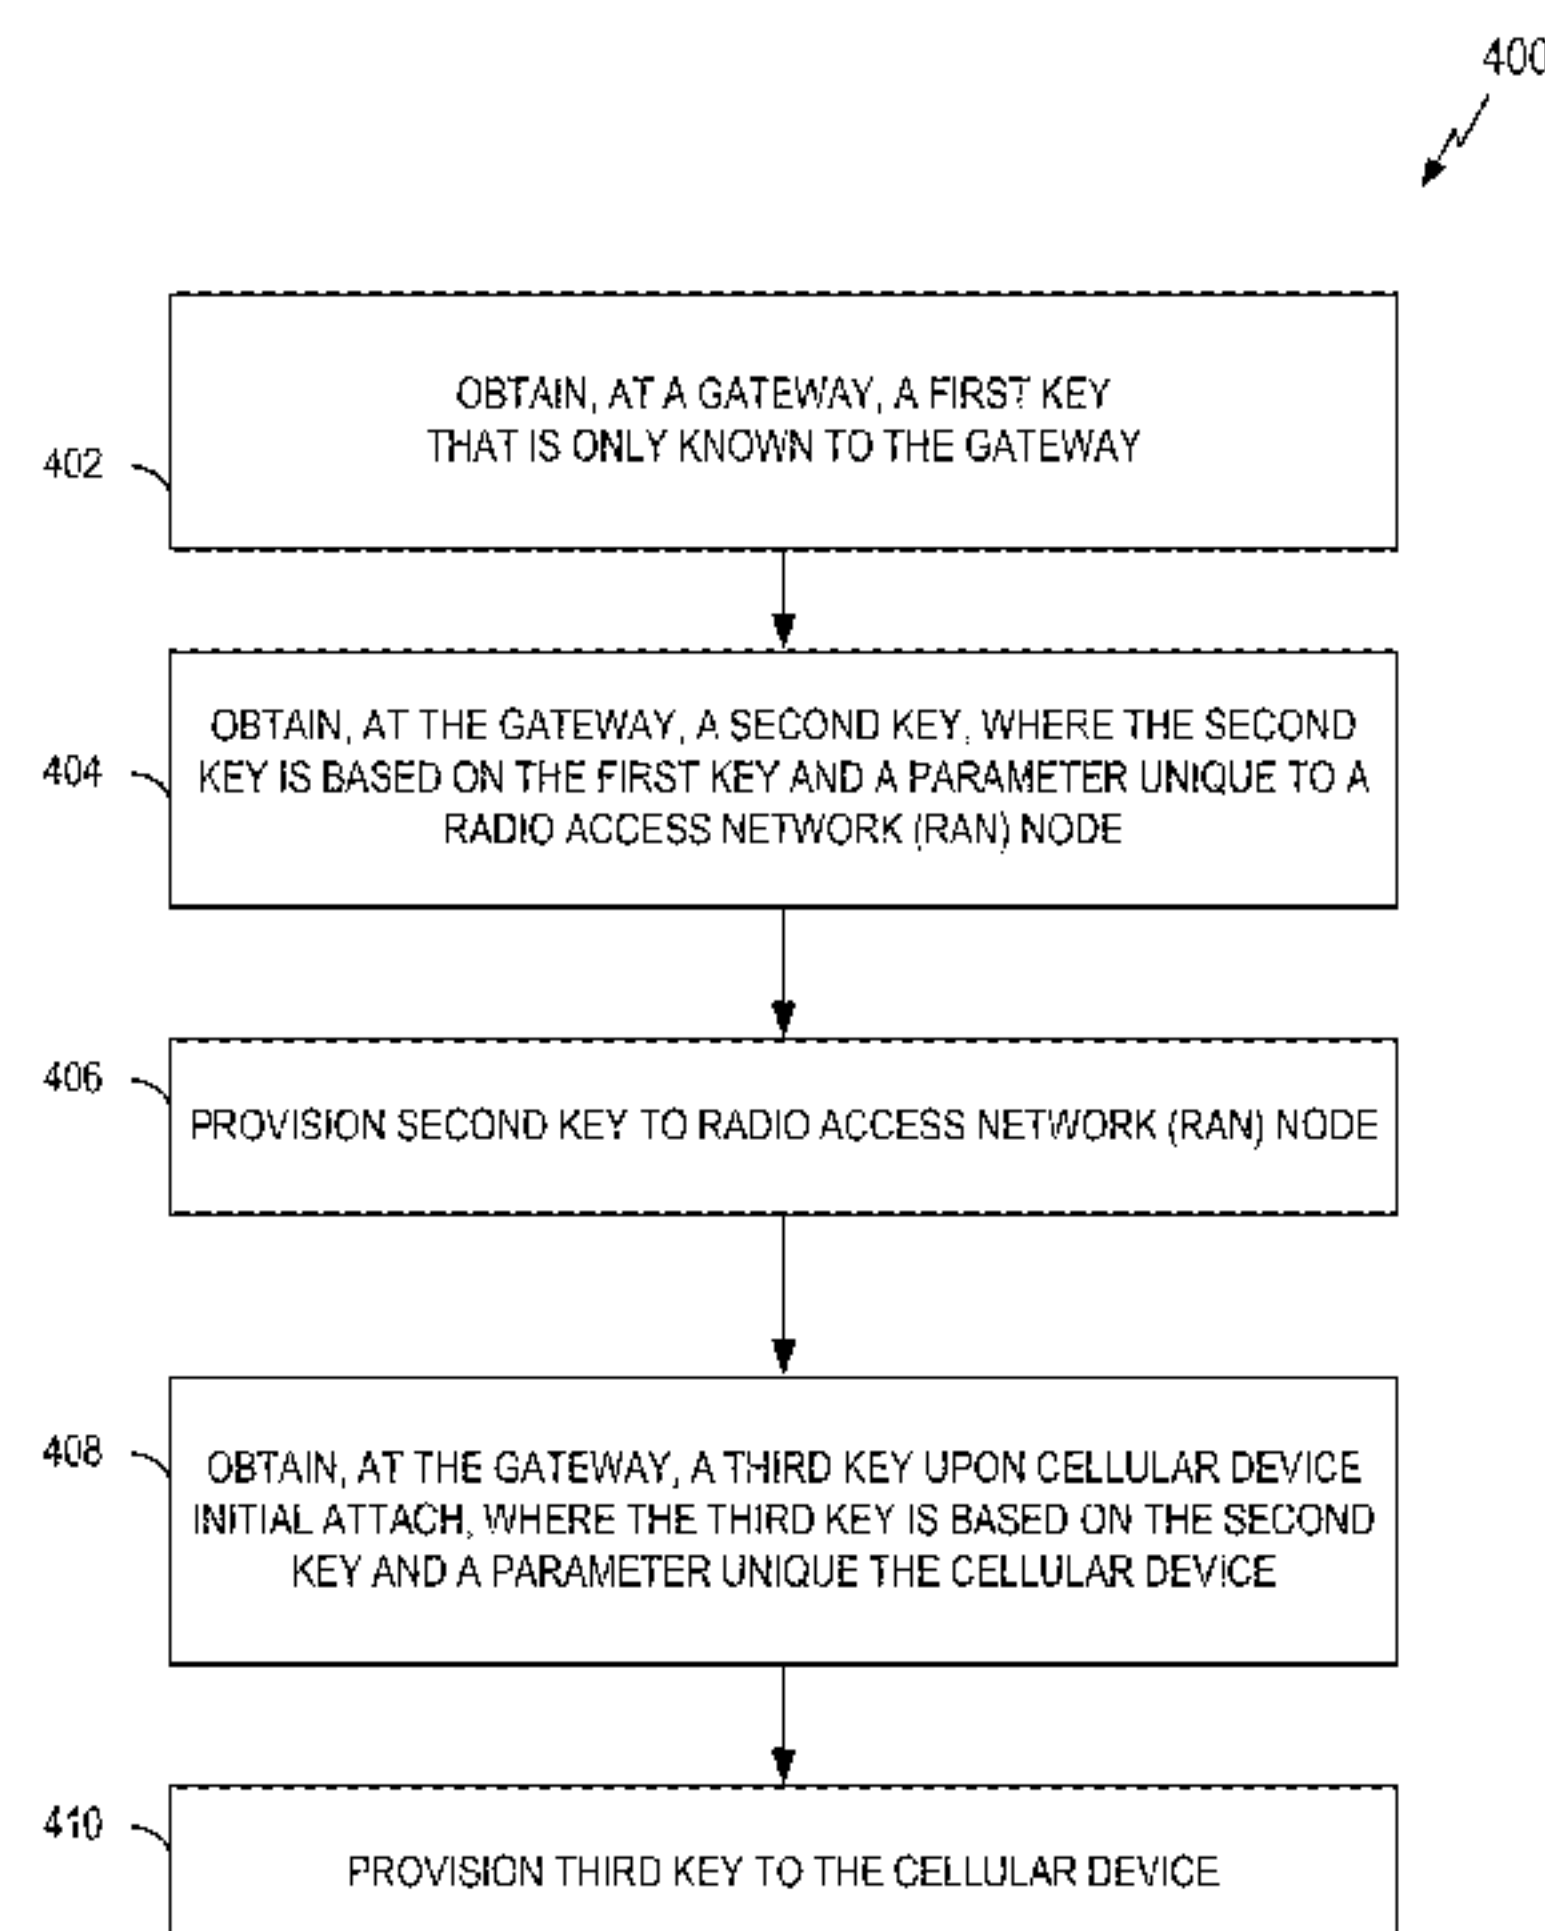 400
OBTAIN, AT A GATEWAY, A FIRST KEY
THAT IS ONLY KNOWN TO THE GATEWAY
402
OBTAIN, AT THE GATEWAY, A SECOND KEY, WHERE THE SECOND
KEY IS BASED ON THE FIRST KEY AND A PARAMETER UNIQUE TO A
RADIO ACCESS NETWORK (RAN) NODE
404
406
PROVISION SECOND KEY TO RADIO ACCESS NETWORK (RAN) NODE
408
OBTAIN, AT THE GATEWAY, A THIRD KEY UPON CELLULAR DEVICE
INITIAL ATTACH, WHERE THE THIRD KEY IS BASED ON THE SECOND
KEY AND A PARAMETER UNIQUE THE CELLULAR DEVICE
410
PROVISION THIRD KEY TO THE CELLULAR DEVICE